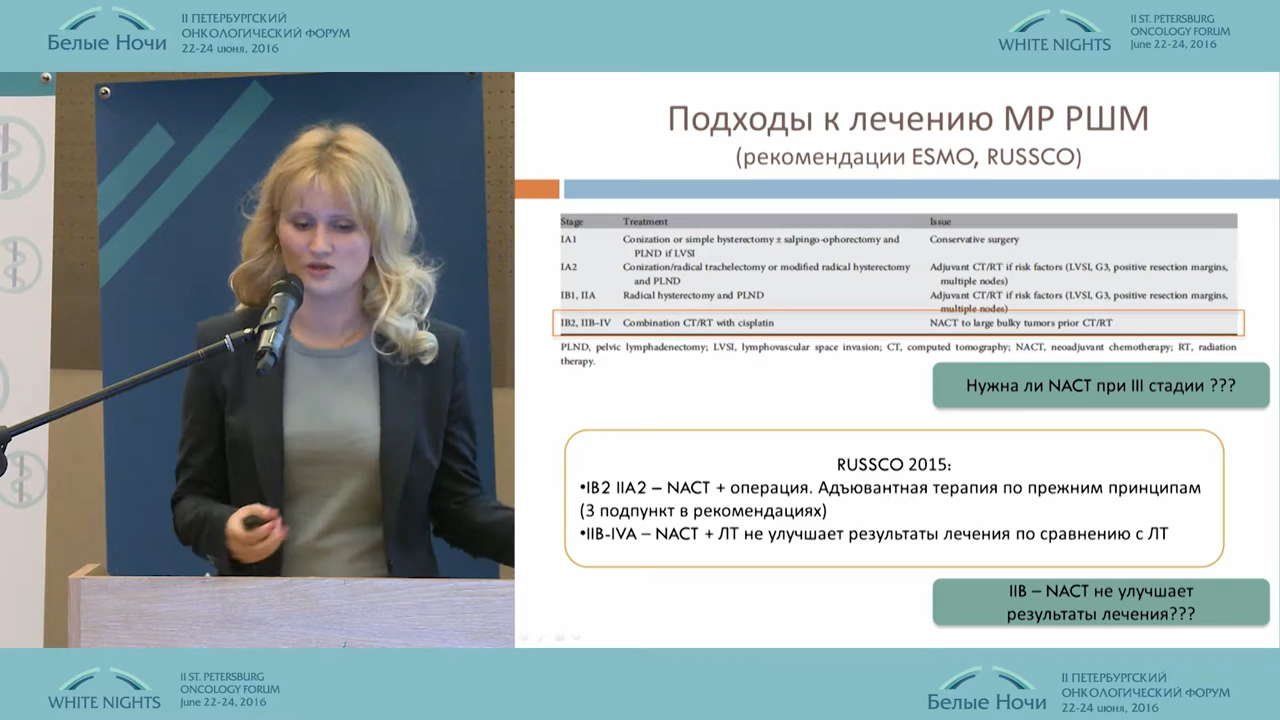 II ПЕТЕРБУРГСКИЙ
ОНКОЛОГИЧЕСКИЙ ФОРУМ
22-24 июня, 2016
Белые Ночи
II ST. PETERSBURG
ONCOLOGY FORUM
June 22-24, 2016
WHITE NIGHTS
Подходы к лечению МР РШМ
(рекомендации ESMO, RUSSCO)
Stage Treatment Issue
IA1 Conization or simple hysterectomy ± salpingo-ophorectomy and Conservative surgery
PLND if LVSI
IA2 Conization/radical trachelectomy or modified radical hysterectomy Adjuvant CT/RT if risk factors (LVSI, G3, positive resection margins,
and PLND multiple nodes)
IB1, IIA Radical hysterectomy and PLND Adjuvant CT/RT if risk factors (LVSI, G3, positive resection margins,
multiple nodes)
IB2, IIB–IV Combination CT/RT with cisplatin NACT to large bulky tumors prior CT/RT
PLND, pelvic lymphadenectomy; LVSI, lymphovascular space invasion; CT, computed tomography; NACT, neoadjuvant chemotherapy; RT, radiation
therapy.
Нужна ли NACT при III стадии ???
RUSSCO 2015:
•IB2 IIA2 – NACT + операция. Адъювантная терапия по прежним принципам
(3 подпункт в рекомендациях)
•IIB-IVA – NACT + ЛТ не улучшает результаты лечения по сравнению с ЛТ
IIB – NACT не улучшает
результаты лечения???
WHITE NIGHTS
II ST. PETERSBURG
ONCOLOGY FORUM
June 22-24, 2016
Белые Ночи
II ПЕТЕРБУРГСКИЙ
ОНКОЛОГИЧЕСКИЙ ФОРУМ
22-24 июня, 2016